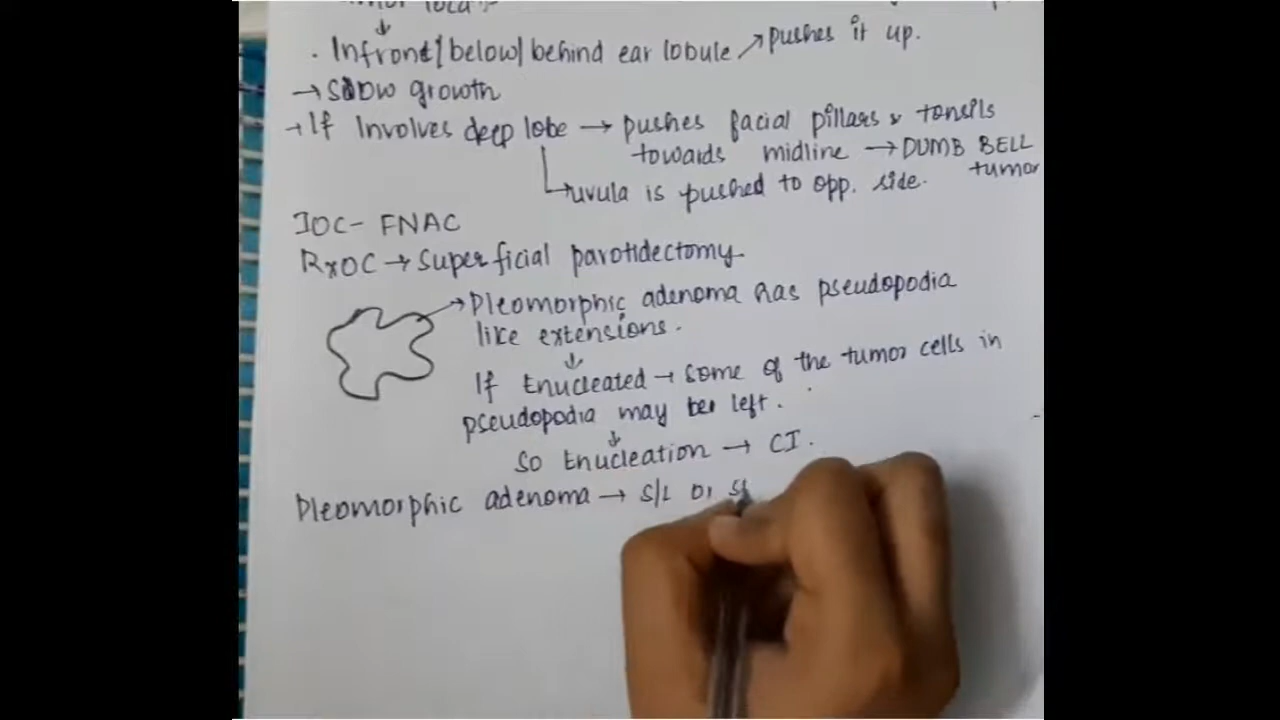 . Infront/below/behind ear lobule ↗ pushes it up.
→ Slow growth
→ If Involves deep lobe → pushes facial pillars & tonsils
towards midline → DUMB BELL
tumor
uvula is pushed to opp. side.
IOC- FNAC
RxOC → Superficial parotidectomy
→ Pleomorphic adenoma has pseudopodia
like extensions.
↓
If Enucleated → some of the tumor cells in
pseudopodia may be left.
↓
So Enucleation → CI.
Pleomorphic adenoma → S/L or